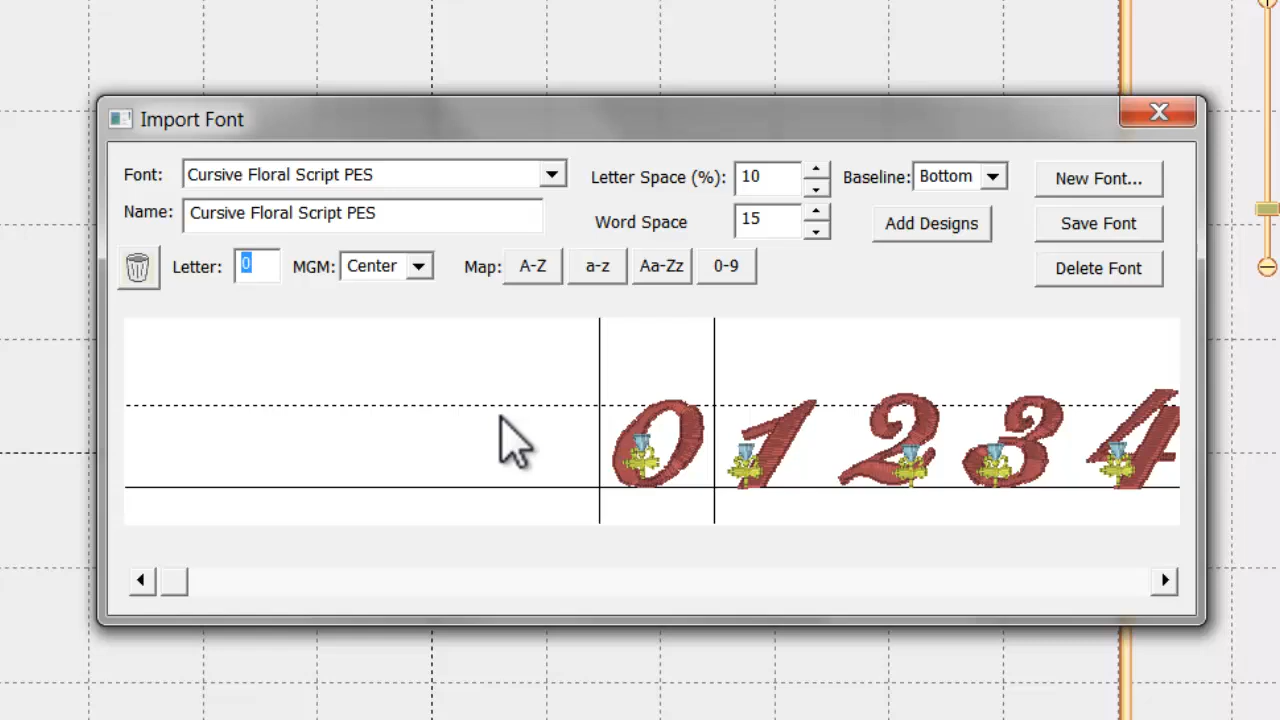 Import Font
Font: Cursive Floral Script PES Letter Space (%): 10 Baseline: Bottom New Font...
Name: Cursive Floral Script PES Word Space 15 Add Designs Save Font
Letter: 0 MGM: Center Map: A-Z a-z Aa-Zz 0-9 Delete Font
0 1 2 3 4